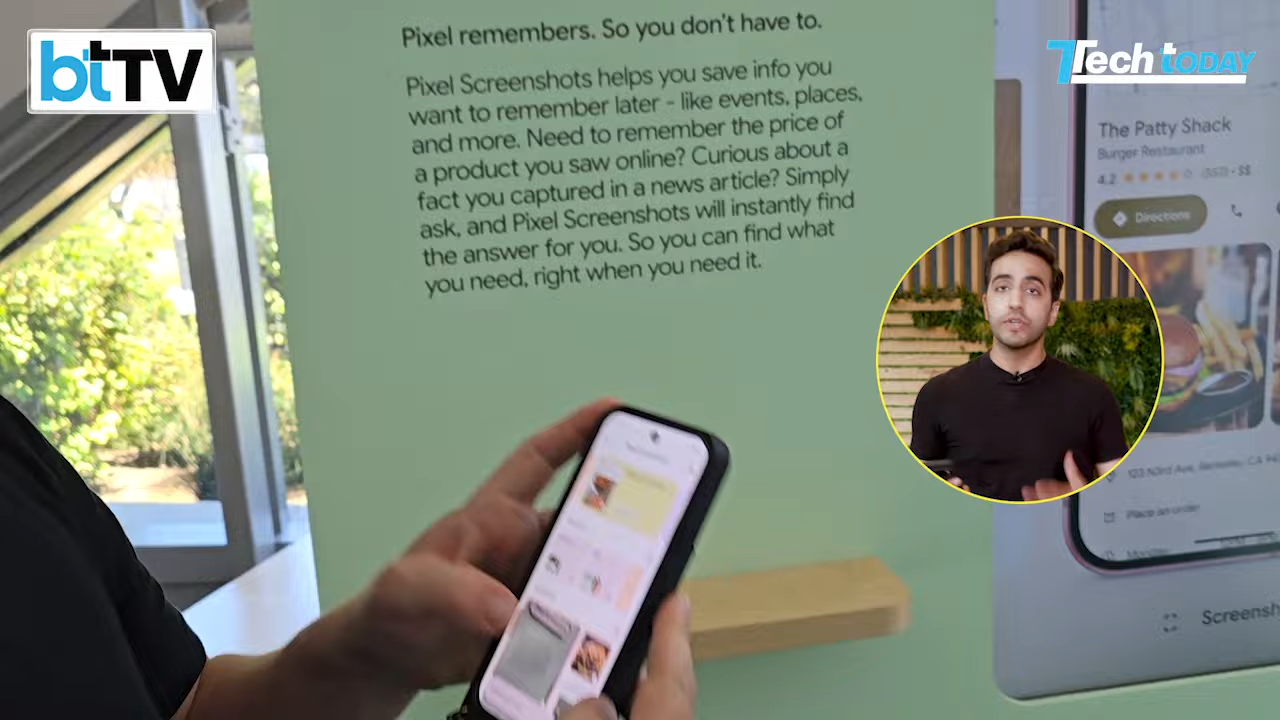 btTV
Tech today
Pixel remembers. So you don't have to.
Pixel Screenshots helps you save info you
want to remember later - like events, places,
and more. Need to remember the price of
a product you saw online? Curious about a
fact you captured in a news article? Simply
ask, and Pixel Screenshots will instantly find
the answer for you. So you can find what
you need, right when you need it.
The Patty Shack
Burger Restaurant
4.2
$$
Directions
Place an order